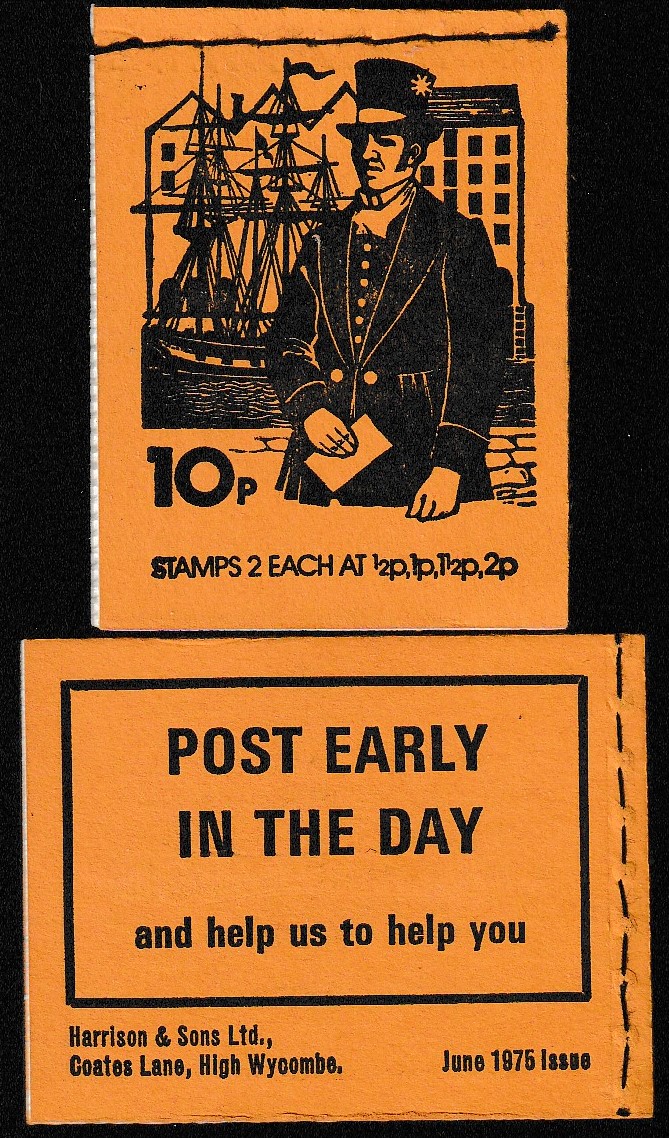 10p
STAMPS 2 EACH AT ½p,1p,1½p,2p
POST EARLY
IN THE DAY
and help us to help you
Harrison & Sons Ltd.,
Coates Lane, High Wycombe.
June 1975 Issue